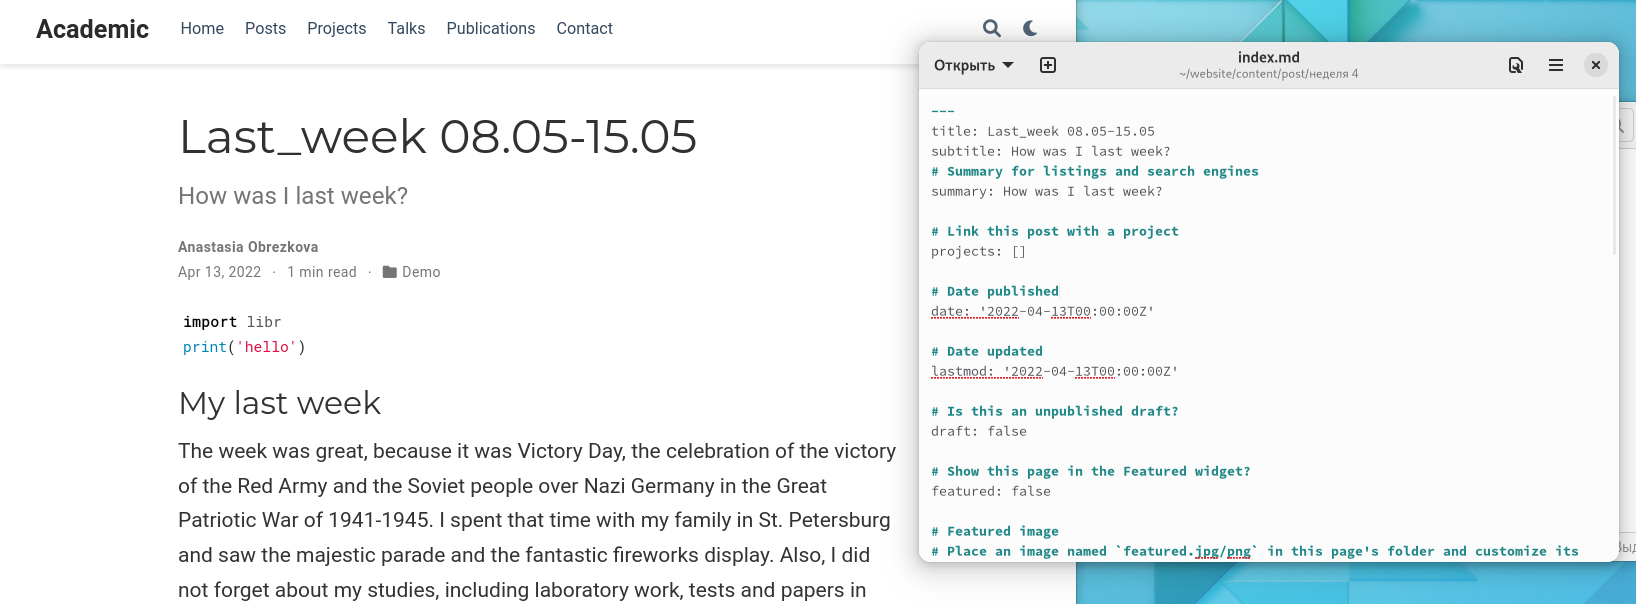 Academic Home Posts Projects Talks Publications Contact
Last_week 08.05-15.05
How was I last week?
Anastasia Obrezkova
Apr 13, 2022 · 1 min read · Demo
import libr
print('hello')
My last week
The week was great, because it was Victory Day, the celebration of the victory
of the Red Army and the Soviet people over Nazi Germany in the Great
Patriotic War of 1941-1945. I spent that time with my family in St. Petersburg
and saw the majestic parade and the fantastic fireworks display. Also, I did
not forget about my studies, including laboratory work, tests and papers in
Открыть
index.md
~/website/content/post/неделя 4
---
title: Last_week 08.05-15.05
subtitle: How was I last week?
# Summary for listings and search engines
summary: How was I last week?
# Link this post with a project
projects: []
# Date published
date: '2022-04-13T00:00:00Z'
# Date updated
lastmod: '2022-04-13T00:00:00Z'
# Is this an unpublished draft?
draft: false
# Show this page in the Featured widget?
featured: false
# Featured image
# Place an image named `featured.jpg/png` in this page's folder and customize its